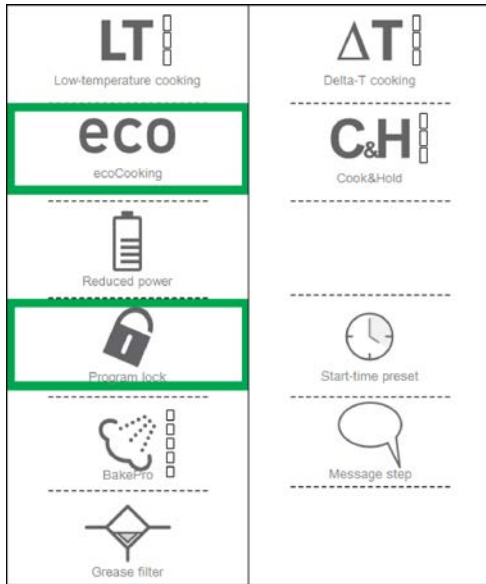 LT
ΔT
Low-temperature cooking
Delta-T cooking
eco
C&H
ecoCooking
Cook&Hold
Reduced power
Program lock
Start-time preset
BakePro
Message step
Grease filter